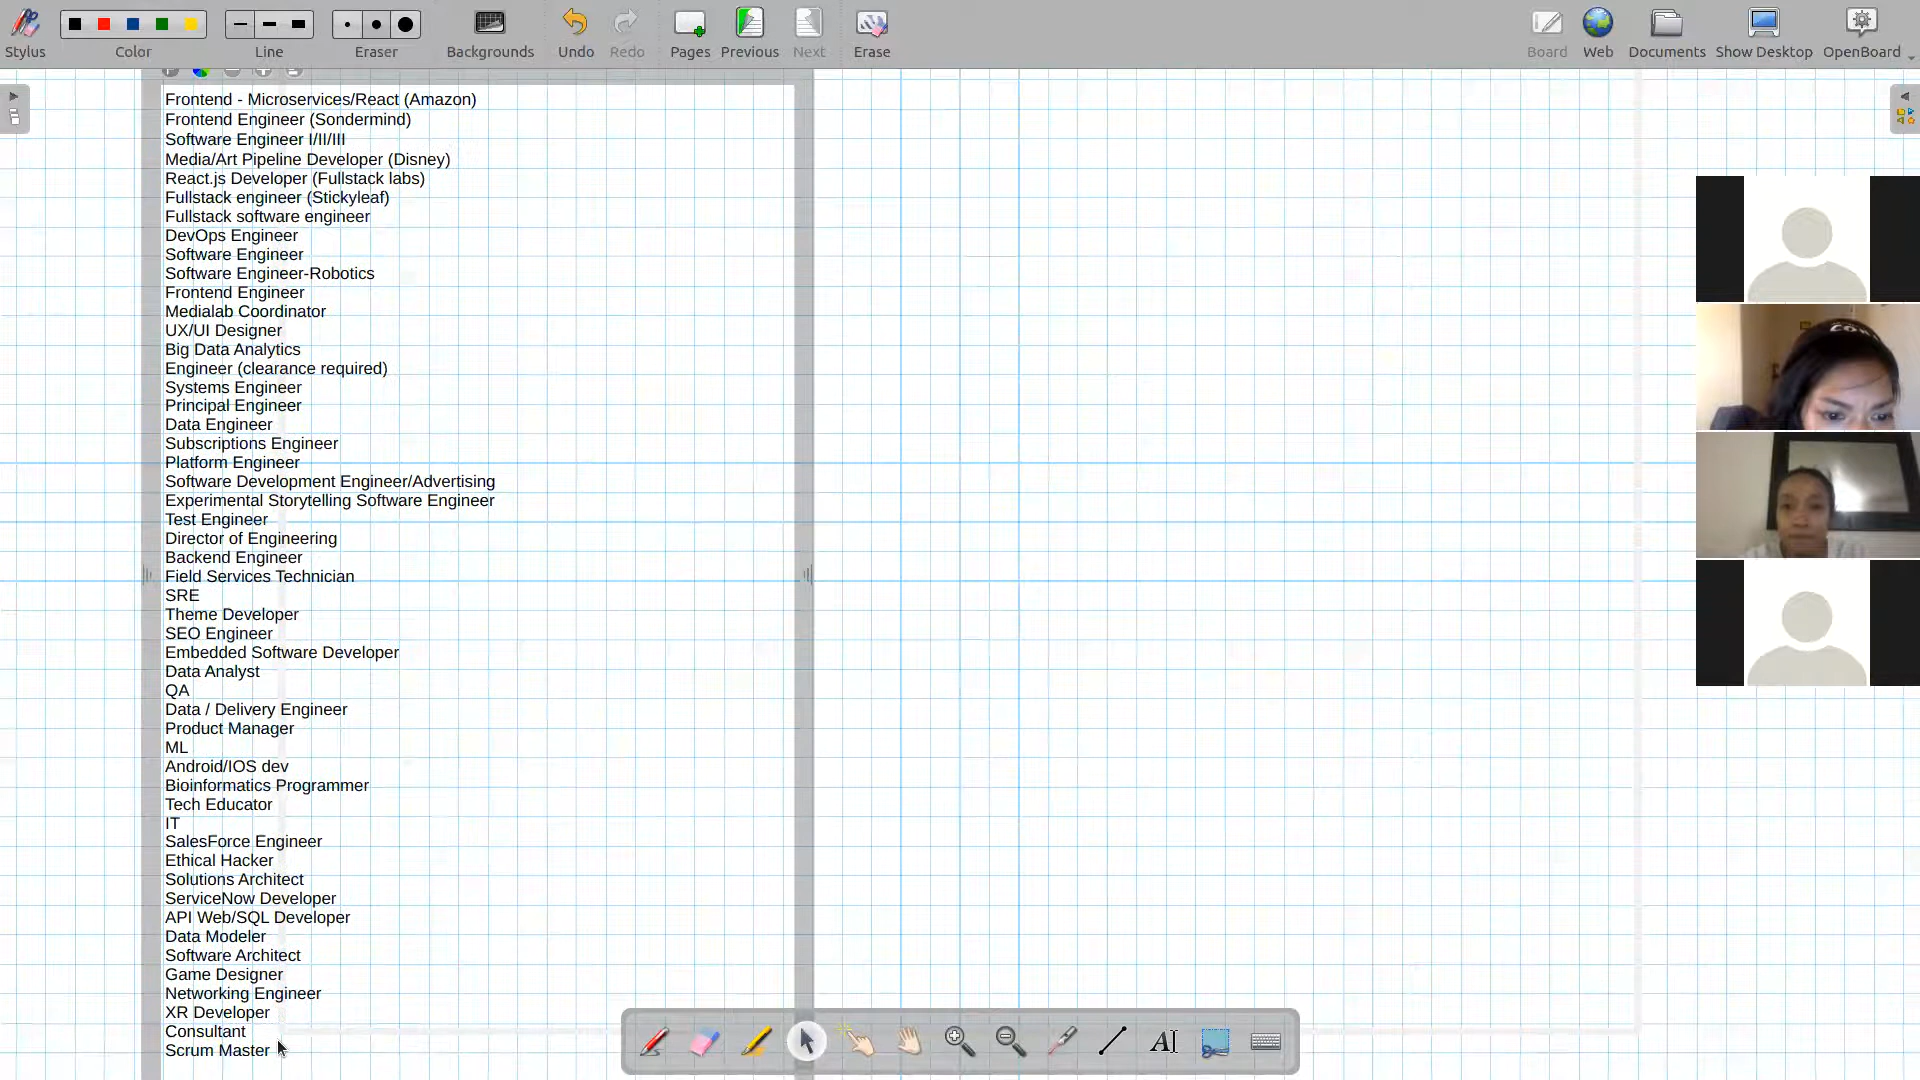 Stylus
Color
Line
Eraser
Backgrounds
Undo
Redo
Pages
Previous
Next
Erase
Board
Web
Documents
Show Desktop
OpenBoard
Frontend - Microservices/React (Amazon)
Frontend Engineer (Sondermind)
Software Engineer I/II/III
Media/Art Pipeline Developer (Disney)
React.js Developer (Fullstack labs)
Fullstack engineer (Stickyleaf)
Fullstack software engineer
DevOps Engineer
Software Engineer
Software Engineer-Robotics
Frontend Engineer
Medialab Coordinator
UX/UI Designer
Big Data Analytics
Engineer (clearance required)
Systems Engineer
Principal Engineer
Data Engineer
Subscriptions Engineer
Platform Engineer
Software Development Engineer/Advertising
Experimental Storytelling Software Engineer
Test Engineer
Director of Engineering
Backend Engineer
Field Services Technician
SRE
Theme Developer
SEO Engineer
Embedded Software Developer
Data Analyst
QA
Data / Delivery Engineer
Product Manager
ML
Android/IOS dev
Bioinformatics Programmer
Tech Educator
IT
SalesForce Engineer
Ethical Hacker
Solutions Architect
ServiceNow Developer
API Web/SQL Developer
Data Modeler
Software Architect
Game Designer
Networking Engineer
XR Developer
Consultant
Scrum Master